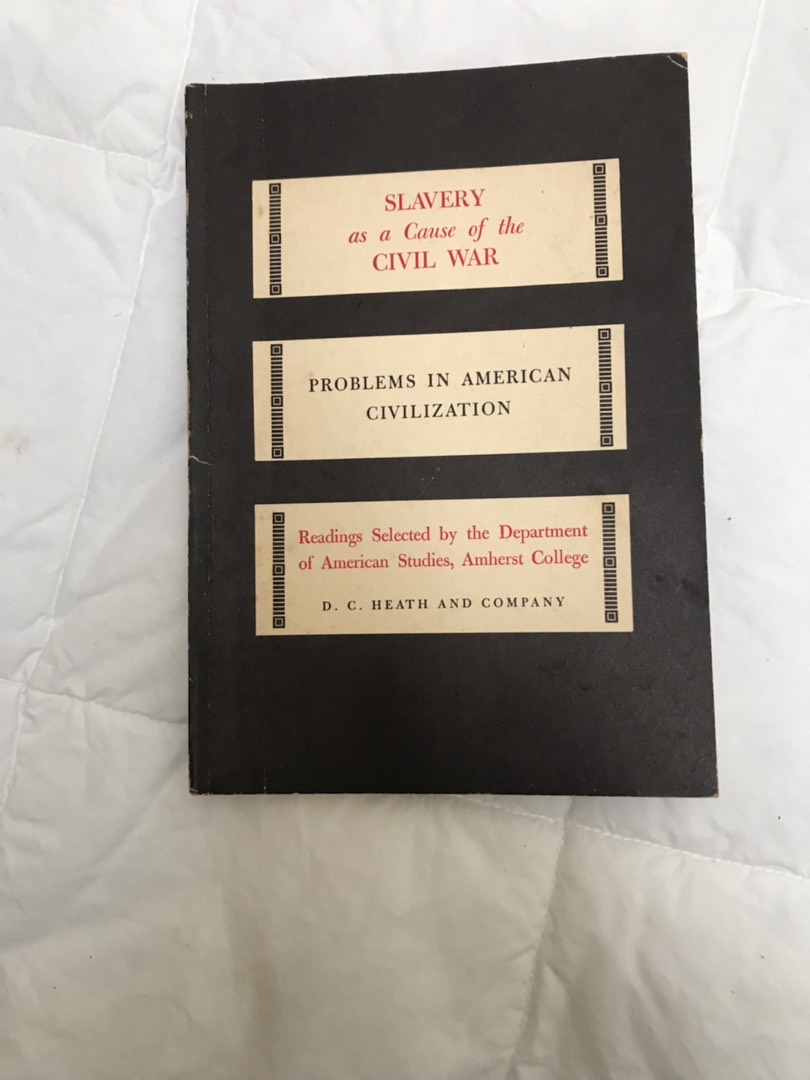 SLAVERY
as a Cause of the
CIVIL WAR
PROBLEMS IN AMERICAN
CIVILIZATION
Readings Selected by the Department
of American Studies, Amherst College
D. C. HEATH AND COMPANY